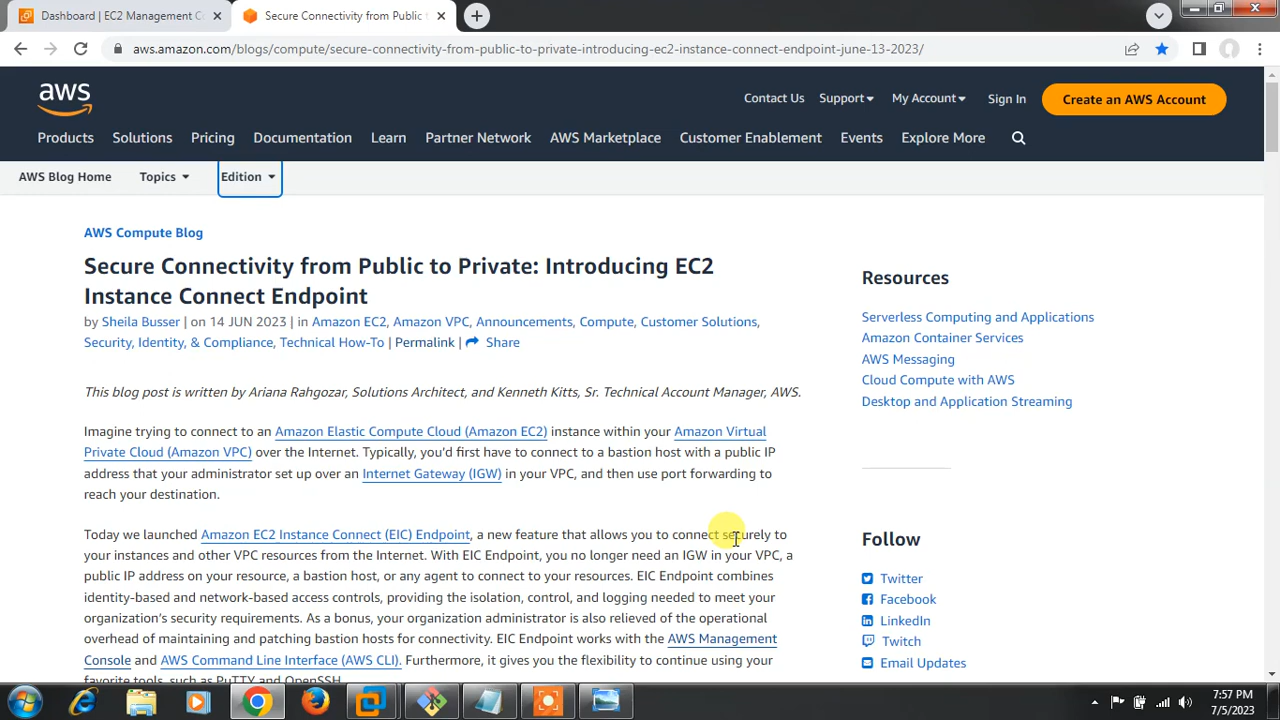 Dashboard | EC2 Management C
Secure Connectivity from Public t
aws.amazon.com/blogs/compute/secure-connectivity-from-public-to-private-introducing-ec2-instance-connect-endpoint-june-13-2023/
aws
Contact Us Support My Account Sign In Create an AWS Account
Products Solutions Pricing Documentation Learn Partner Network AWS Marketplace Customer Enablement Events Explore More
AWS Blog Home Topics Edition
AWS Compute Blog
Secure Connectivity from Public to Private: Introducing EC2
Instance Connect Endpoint
by Sheila Busser | on 14 JUN 2023 | in Amazon EC2, Amazon VPC, Announcements, Compute, Customer Solutions,
Security, Identity, & Compliance, Technical How-To | Permalink | Share
This blog post is written by Ariana Rahgozar, Solutions Architect, and Kenneth Kitts, Sr. Technical Account Manager, AWS.
Imagine trying to connect to an Amazon Elastic Compute Cloud (Amazon EC2) instance within your Amazon Virtual
Private Cloud (Amazon VPC) over the Internet. Typically, you'd first have to connect to a bastion host with a public IP
address that your administrator set up over an Internet Gateway (IGW) in your VPC, and then use port forwarding to
reach your destination.
Today we launched Amazon EC2 Instance Connect (EIC) Endpoint, a new feature that allows you to connect securely to
your instances and other VPC resources from the Internet. With EIC Endpoint, you no longer need an IGW in your VPC, a
public IP address on your resource, a bastion host, or any agent to connect to your resources. EIC Endpoint combines
identity-based and network-based access controls, providing the isolation, control, and logging needed to meet your
organization's security requirements. As a bonus, your organization administrator is also relieved of the operational
overhead of maintaining and patching bastion hosts for connectivity. EIC Endpoint works with the AWS Management
Console and AWS Command Line Interface (AWS CLI). Furthermore, it gives you the flexibility to continue using your
favorite tools, such as PuTTY and OpenSSH.
Resources
Serverless Computing and Applications
Amazon Container Services
AWS Messaging
Cloud Compute with AWS
Desktop and Application Streaming
Follow
Twitter
Facebook
LinkedIn
Twitch
Email Updates
7:57 PM
7/5/2023